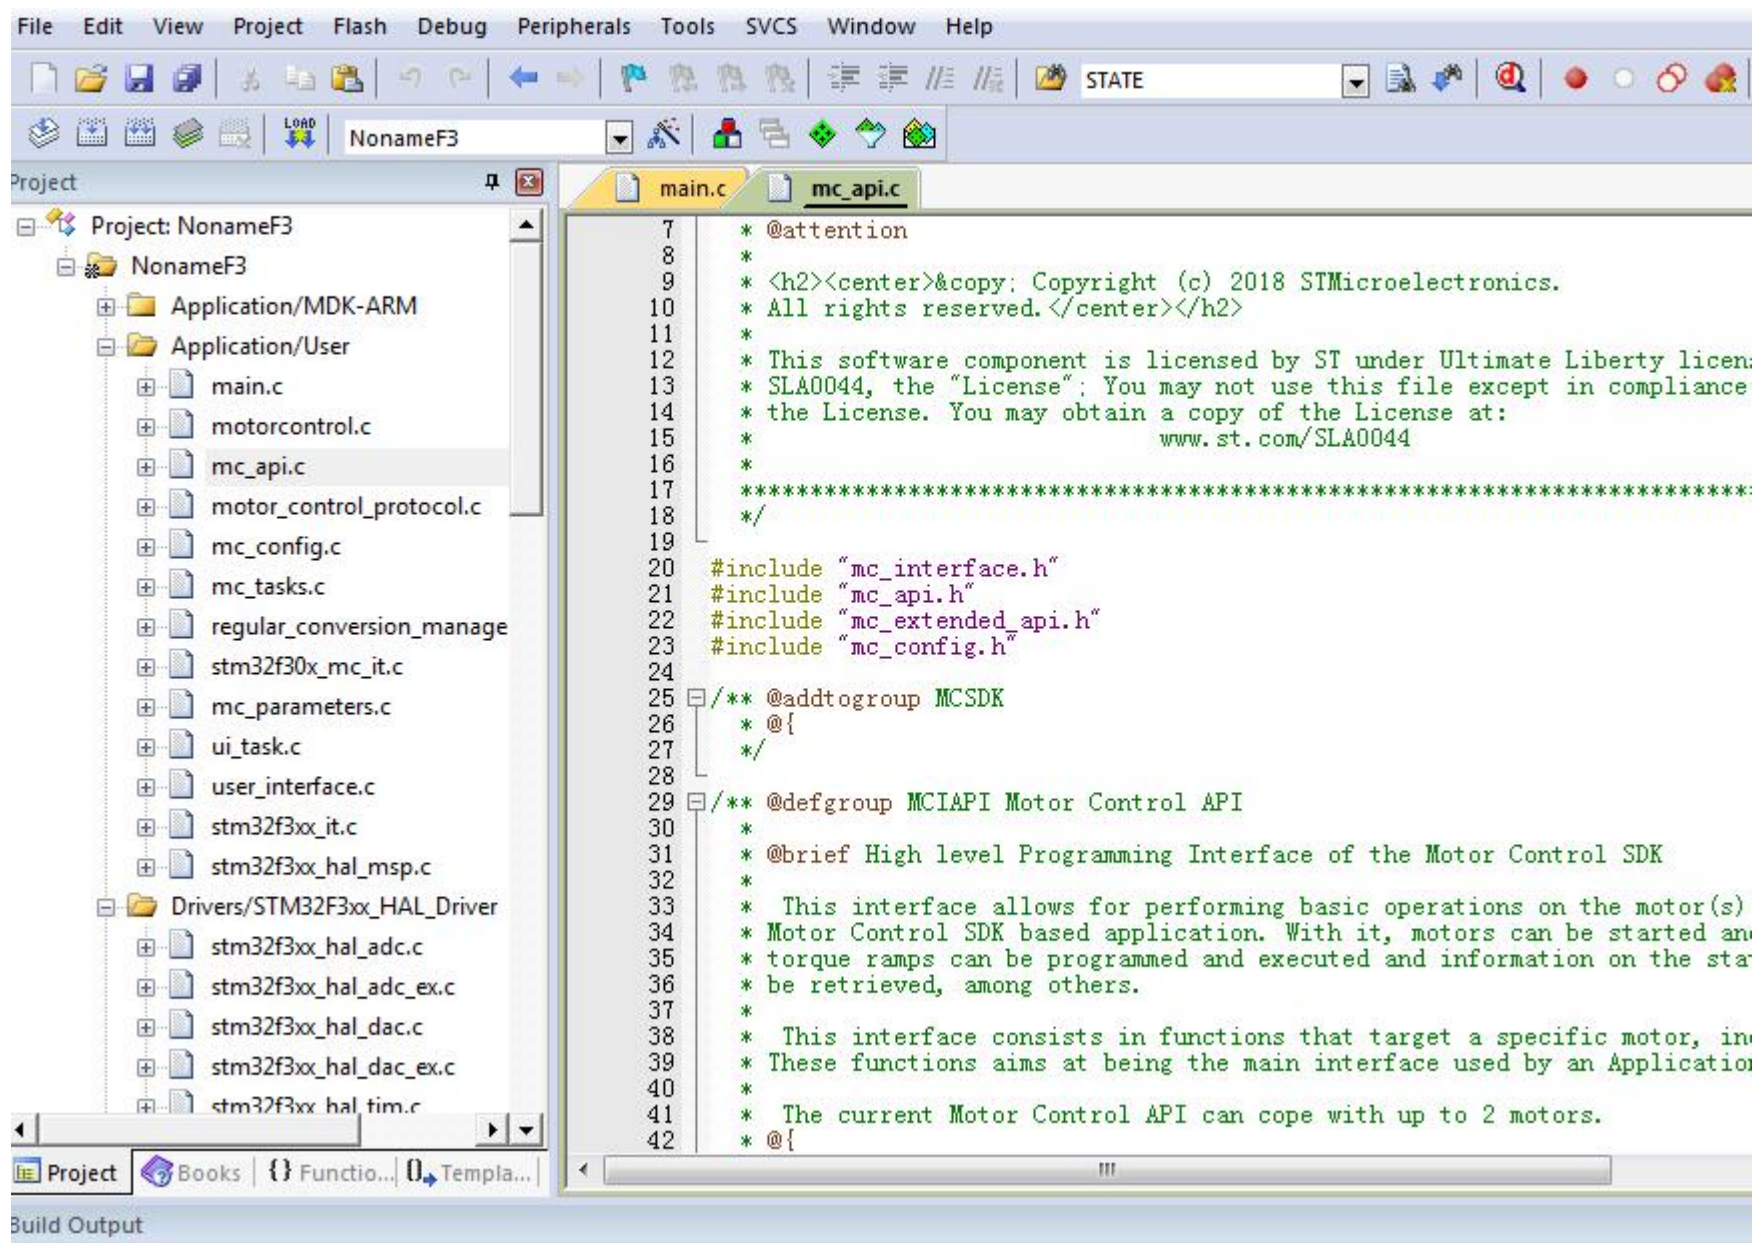 File Edit View Project Flash Debug Peripherals Tools SVCS Window Help
STATE
LOAD NonameF3
Project
Project: NonameF3
NonameF3
Application/MDK-ARM
Application/User
main.c
motorcontrol.c
mc_api.c
motor_control_protocol.c
mc_config.c
mc_tasks.c
regular_conversion_manage
stm32f30x_mc_it.c
mc_parameters.c
ui_task.c
user_interface.c
stm32f3xx_it.c
stm32f3xx_hal_msp.c
Drivers/STM32F3xx_HAL_Driver
stm32f3xx_hal_adc.c
stm32f3xx_hal_adc_ex.c
stm32f3xx_hal_dac.c
stm32f3xx_hal_dac_ex.c
stm32f3xx_hal_tim.c
Project Books {} Functio... Templa...
main.c mc_api.c
7 * @attention
8 *
9 * <h2><center>&copy; Copyright (c) 2018 STMicroelectronics.
10 * All rights reserved.</center></h2>
11 *
12 * This software component is licensed by ST under Ultimate Liberty licen
13 * SLA0044, the "License"; You may not use this file except in compliance
14 * the License. You may obtain a copy of the License at:
15 * www.st.com/SLA0044
16 *
17 ******************************************************************************
18 */
19
20 #include "mc_interface.h"
21 #include "mc_api.h"
22 #include "mc_extended_api.h"
23 #include "mc_config.h"
24
25 /** @addtogroup MCSDK
26 * @{
27 */
28
29 /** @defgroup MCIAPI Motor Control API
30 *
31 * @brief High level Programming Interface of the Motor Control SDK
32 *
33 * This interface allows for performing basic operations on the motor(s)
34 * Motor Control SDK based application. With it, motors can be started and
35 * torque ramps can be programmed and executed and information on the sta
36 * be retrieved, among others.
37 *
38 * This interface consists in functions that target a specific motor, in
39 * These functions aims at being the main interface used by an Application
40 *
41 * The current Motor Control API can cope with up to 2 motors.
42 * @{
Build Output